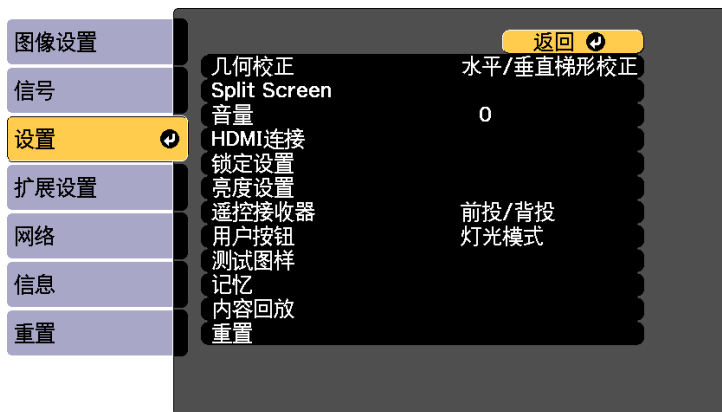 图像设置
信号
设置
扩展设置
网络
信息
重置
返回
几何校正 水平/垂直梯形校正
Split Screen
音量 0
HDMI连接
锁定设置
亮度设置
遥控接收器 前投/背投
用户按钮 灯光模式
测试图样
记忆
内容回放
重置